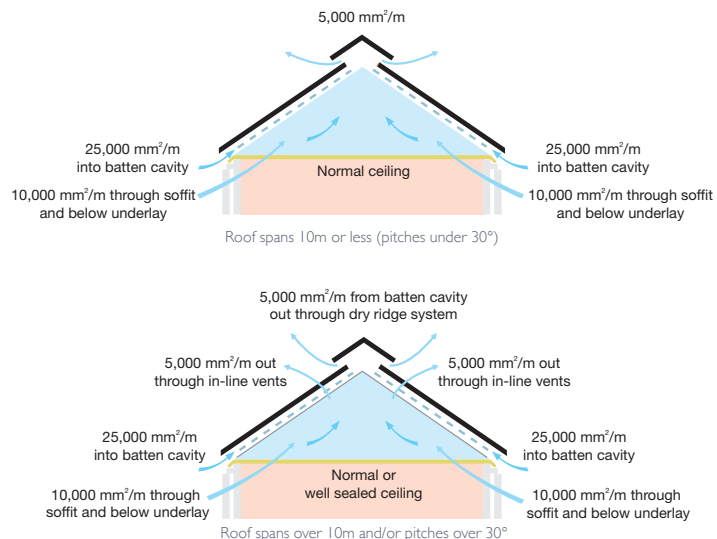 5,000 mm²/m
25,000 mm²/m
into batten cavity
25,000 mm²/m
into batten cavity
Normal ceiling
10,000 mm²/m through soffit
and below underlay
10,000 mm²/m through soffit
and below underlay
Roof spans 10m or less (pitches under 30°)
5,000 mm²/m from batten cavity
out through dry ridge system
5,000 mm²/m out
through in-line vents
5,000 mm²/m out
through in-line vents
25,000 mm²/m
into batten cavity
25,000 mm²/m
into batten cavity
Normal or
well sealed ceiling
10,000 mm²/m through
soffit and below underlay
10,000 mm²/m through
soffit and below underlay
Roof spans over 10m and/or pitches over 30°